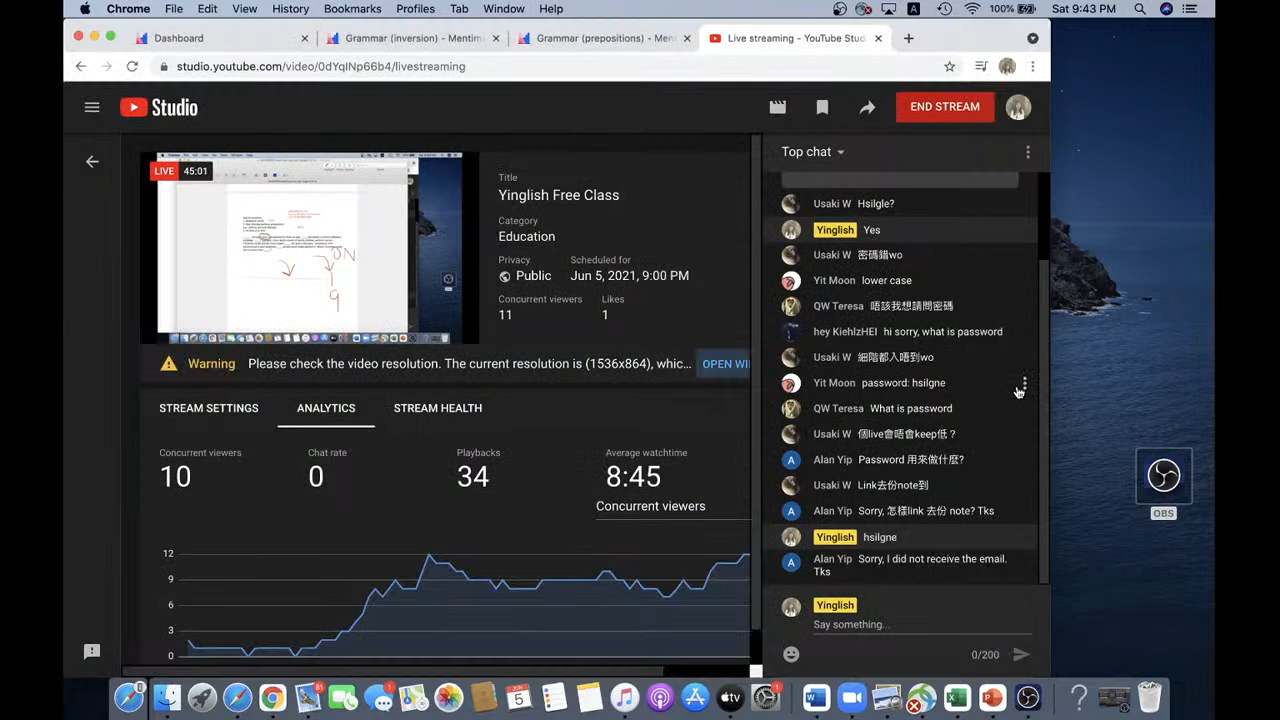 Chrome File Edit View History Bookmarks Profiles Tab Window Help A 100% Sat 9:43 PM
Dashboard × Grammar (inversion) - Mentim × Grammar (prepositions) - Ment × Live streaming - YouTube Stud × +
studio.youtube.com/video/0dYqlNp66b4/livestreaming
Studio
END STREAM
LIVE 45:01
ON
9
Title
Yinglish Free Class
Category
Education
Privacy Scheduled for
Public Jun 5, 2021, 9:00 PM
Concurrent viewers Likes
11 1
Warning Please check the video resolution. The current resolution is (1536x864), whic... OPEN WI
STREAM SETTINGS ANALYTICS STREAM HEALTH
Concurrent viewers Chat rate Playbacks Average watchtime
10 0 34 8:45
Concurrent viewers
12
9
6
3
0
Top chat
Usaki W Hsilgle?
Yinglish Yes
Usaki W 密碼錯wo
Yit Moon lower case
QW Teresa 唔該我想請問密碼
hey KiehlzHEI hi sorry, what is password
Usaki W 細階都入唔到wo
Yit Moon password: hsilgne
QW Teresa What is password
Usaki W 個live會唔會keep低？
Alan Yip Password 用來做什麼?
Usaki W Link去份note到
Alan Yip Sorry, 怎樣link 去份 note? Tks
Yinglish hsilgne
Alan Yip Sorry, I did not receive the email.
Tks
Yinglish
Say something...
0/200
OBS